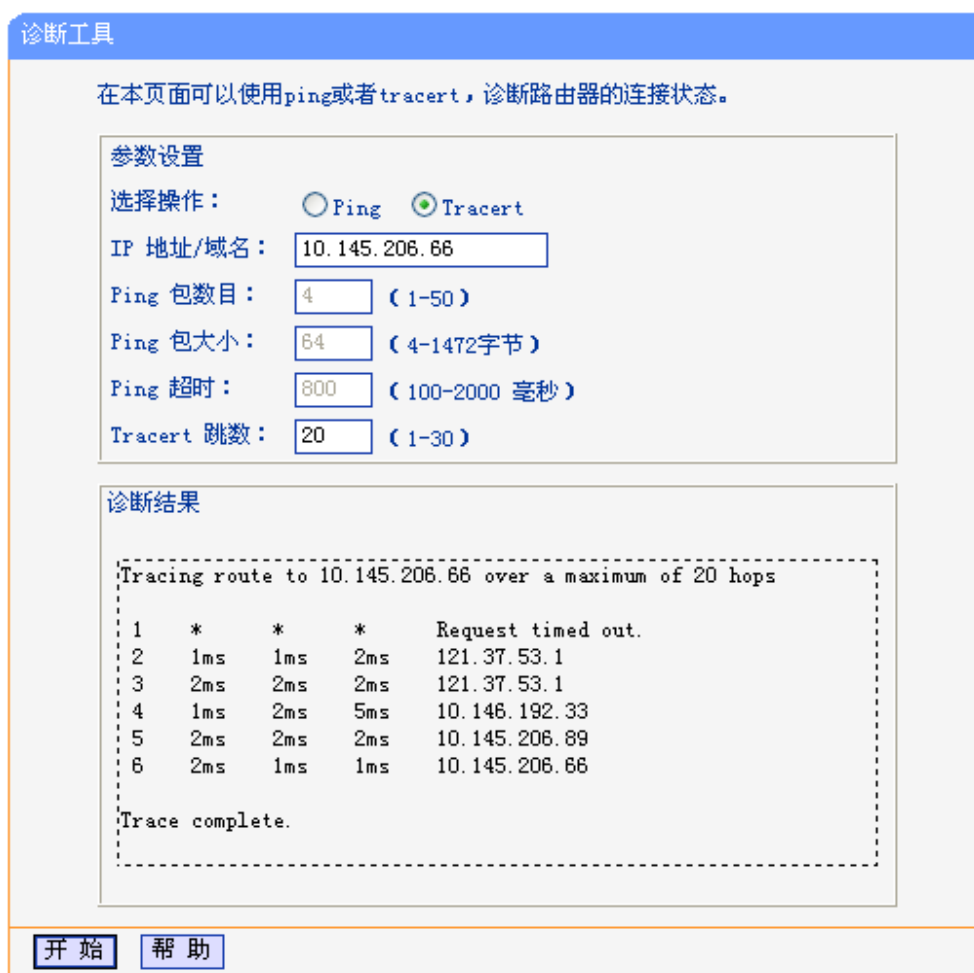 诊断工具
在本页面可以使用ping或者tracert，诊断路由器的连接状态。
参数设置
选择操作： Ping Tracert
IP 地址/域名： 10.145.206.66
Ping 包数目： 4 （1-50）
Ping 包大小： 64 （4-1472字节）
Ping 超时： 800 （100-2000 毫秒）
Tracert 跳数： 20 （1-30）
诊断结果
Tracing route to 10.145.206.66 over a maximum of 20 hops
1 * * * Request timed out.
2 1ms 1ms 2ms 121.37.53.1
3 2ms 2ms 2ms 121.37.53.1
4 1ms 2ms 5ms 10.146.192.33
5 2ms 2ms 2ms 10.145.206.89
6 2ms 1ms 1ms 10.145.206.66
Trace complete.
开 始 帮 助